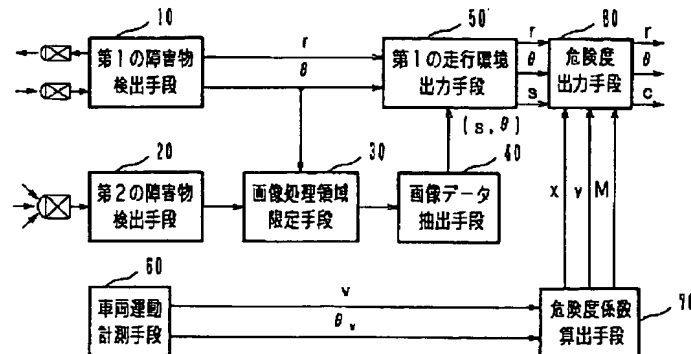 10
第1の障害物
検出手段
r
θ
50
第1の走行環境
出力手段
r
θ
s
80
危険度
出力手段
r
θ
c
(s,θ)
20
第2の障害物
検出手段
30
画像処理領域
限定手段
40
画像データ
抽出手段
x
y
M
60
車両運動
計測手段
v
θv
危険度係数
算出手段
90